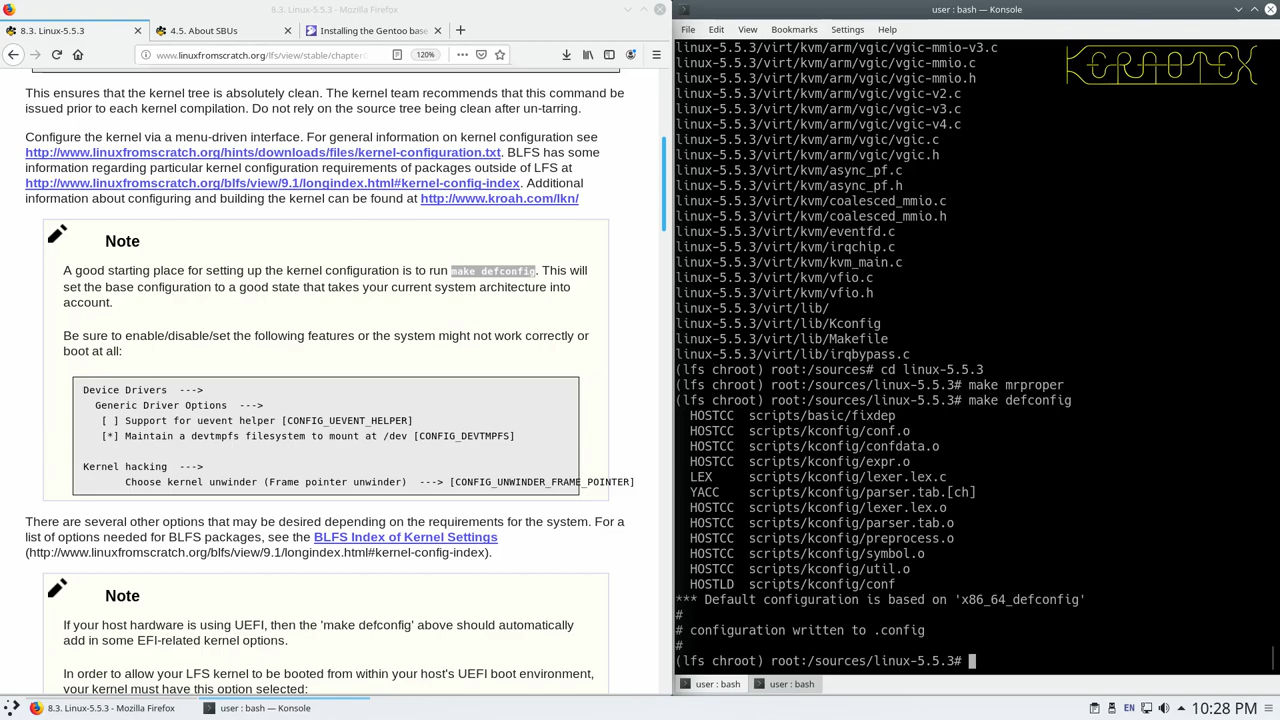 8.3. Linux-5.5.3 - Mozilla Firefox
8.3. Linux-5.5.3
4.5. About SBUs
Installing the Gentoo base
www.linuxfromscratch.org/lfs/view/stable/chapter
120%
This ensures that the kernel tree is absolutely clean. The kernel team recommends that this command be
issued prior to each kernel compilation. Do not rely on the source tree being clean after un-tarring.
Configure the kernel via a menu-driven interface. For general information on kernel configuration see
http://www.linuxfromscratch.org/hints/downloads/files/kernel-configuration.txt. BLFS has some
information regarding particular kernel configuration requirements of packages outside of LFS at
http://www.linuxfromscratch.org/blfs/view/9.1/longindex.html#kernel-config-index. Additional
information about configuring and building the kernel can be found at http://www.kroah.com/lkn/
Note
A good starting place for setting up the kernel configuration is to run make defconfig. This will
set the base configuration to a good state that takes your current system architecture into
account.
Be sure to enable/disable/set the following features or the system might not work correctly or
boot at all:
Device Drivers --->
Generic Driver Options --->
[ ] Support for uevent helper [CONFIG_UEVENT_HELPER]
[*] Maintain a devtmpfs filesystem to mount at /dev [CONFIG_DEVTMPFS]
Kernel hacking --->
Choose kernel unwinder (Frame pointer unwinder) ---> [CONFIG_UNWINDER_FRAME_POINTER]
There are several other options that may be desired depending on the requirements for the system. For a
list of options needed for BLFS packages, see the BLFS Index of Kernel Settings
(http://www.linuxfromscratch.org/blfs/view/9.1/longindex.html#kernel-config-index).
Note
If your host hardware is using UEFI, then the 'make defconfig' above should automatically
add in some EFI-related kernel options.
In order to allow your LFS kernel to be booted from within your host's UEFI boot environment,
your kernel must have this option selected:
user : bash — Konsole
File Edit View Bookmarks Settings Help
KERNOTEX
linux-5.5.3/virt/kvm/arm/vgic/vgic-mmio-v3.c
linux-5.5.3/virt/kvm/arm/vgic/vgic-mmio.c
linux-5.5.3/virt/kvm/arm/vgic/vgic-mmio.h
linux-5.5.3/virt/kvm/arm/vgic/vgic-v2.c
linux-5.5.3/virt/kvm/arm/vgic/vgic-v3.c
linux-5.5.3/virt/kvm/arm/vgic/vgic-v4.c
linux-5.5.3/virt/kvm/arm/vgic/vgic.c
linux-5.5.3/virt/kvm/arm/vgic/vgic.h
linux-5.5.3/virt/kvm/async_pf.c
linux-5.5.3/virt/kvm/async_pf.h
linux-5.5.3/virt/kvm/coalesced_mmio.c
linux-5.5.3/virt/kvm/coalesced_mmio.h
linux-5.5.3/virt/kvm/eventfd.c
linux-5.5.3/virt/kvm/irqchip.c
linux-5.5.3/virt/kvm/kvm_main.c
linux-5.5.3/virt/kvm/vfio.c
linux-5.5.3/virt/kvm/vfio.h
linux-5.5.3/virt/lib/
linux-5.5.3/virt/lib/Kconfig
linux-5.5.3/virt/lib/Makefile
linux-5.5.3/virt/lib/irqbypass.c
(lfs chroot) root:/sources# cd linux-5.5.3
(lfs chroot) root:/sources/linux-5.5.3# make mrproper
(lfs chroot) root:/sources/linux-5.5.3# make defconfig
HOSTCC scripts/basic/fixdep
HOSTCC scripts/kconfig/conf.o
HOSTCC scripts/kconfig/confdata.o
HOSTCC scripts/kconfig/expr.o
LEX scripts/kconfig/lexer.lex.c
YACC scripts/kconfig/parser.tab.[ch]
HOSTCC scripts/kconfig/lexer.lex.o
HOSTCC scripts/kconfig/parser.tab.o
HOSTCC scripts/kconfig/preprocess.o
HOSTCC scripts/kconfig/symbol.o
HOSTCC scripts/kconfig/util.o
HOSTLD scripts/kconfig/conf
*** Default configuration is based on 'x86_64_defconfig'
#
# configuration written to .config
#
(lfs chroot) root:/sources/linux-5.5.3#
user : bash
user : bash
8.3. Linux-5.5.3 - Mozilla Firefox
user : bash — Konsole
EN
10:28 PM